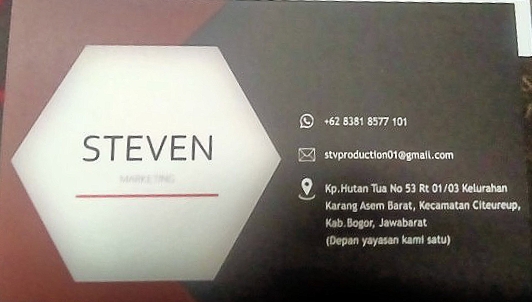 STEVEN
MARKETING
+62 8381 8577 101
stvproduction01@gmail.com
Kp.Hutan Tua No 53 Rt 01/03 Kelurahan
Karang Asem Barat, Kecamatan Citeureup,
Kab.Bogor, Jawabarat
(Depan yayasan kami satu)